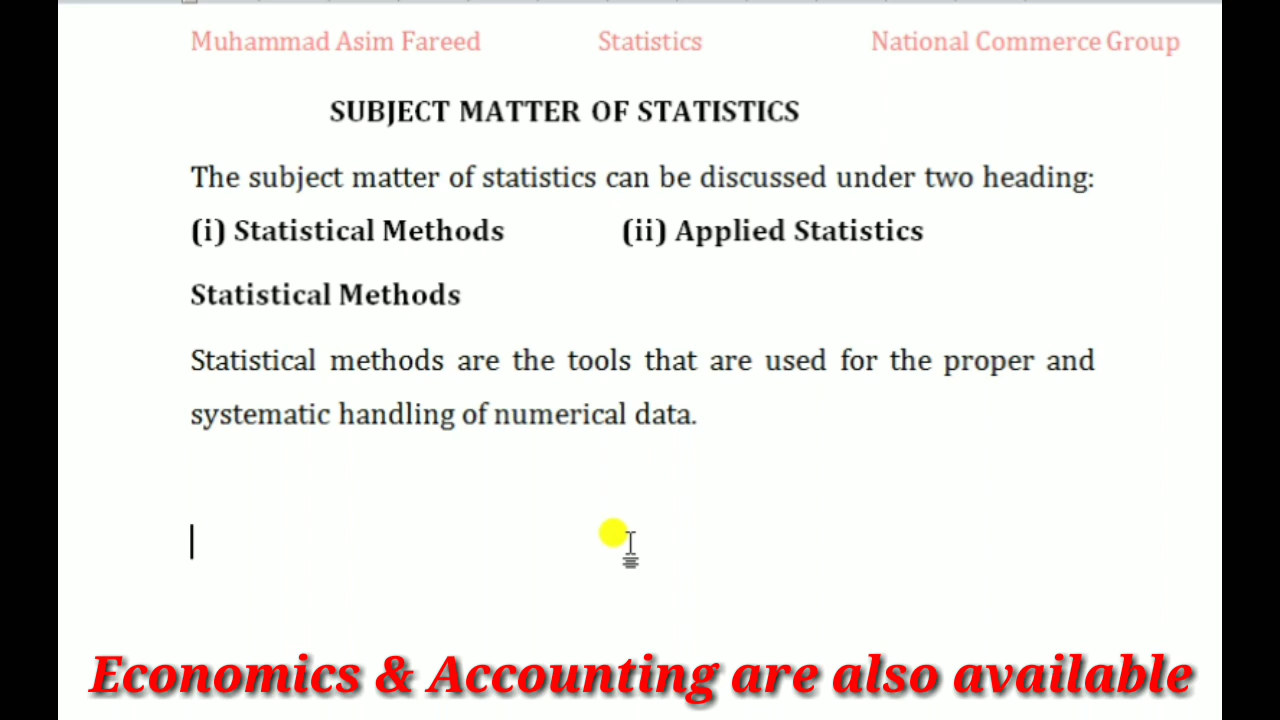 Muhammad Asim Fareed Statistics National Commerce Group
SUBJECT MATTER OF STATISTICS
The subject matter of statistics can be discussed under two heading:
(i) Statistical Methods (ii) Applied Statistics
Statistical Methods
Statistical methods are the tools that are used for the proper and
systematic handling of numerical data.
Economics & Accounting are also available